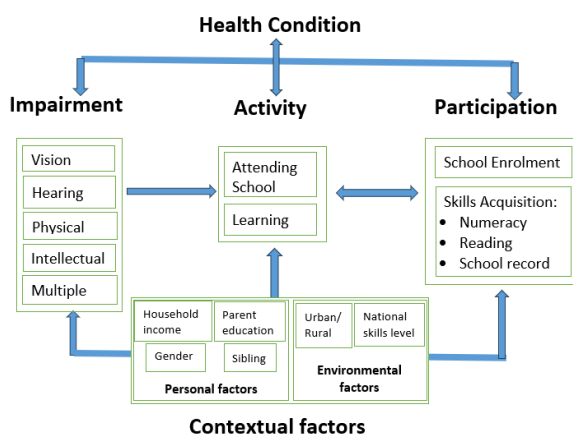 Health Condition
Impairment
Activity
Participation
Vision
Hearing
Physical
Intellectual
Multiple
Attending
School
Learning
School Enrolment
Skills Acquisition:
• Numeracy
• Reading
• School record
Household
income
Parent
education
Gender
Sibling
Personal factors
Urban/
Rural
National
skills level
Environmental
factors
Contextual factors